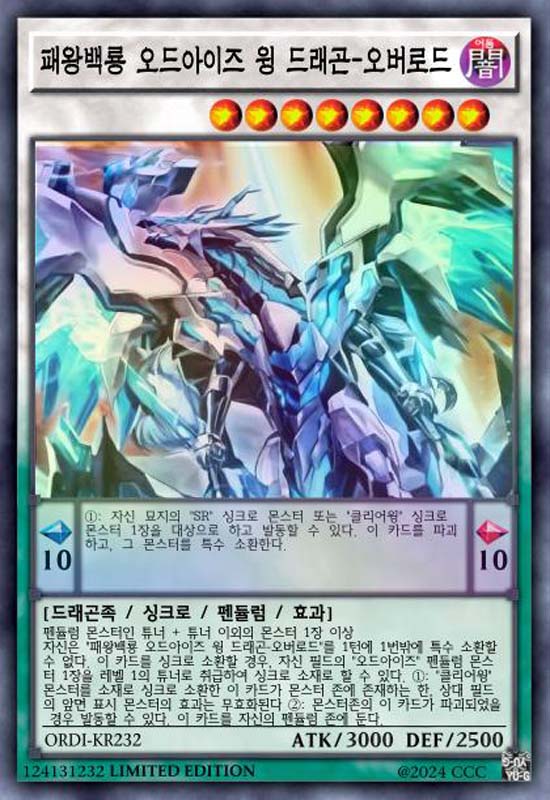 패왕백룡 오드아이즈 윙 드래곤-오버로드
어둠
闇
①: 자신 묘지의 "SR" 싱크로 몬스터 또는 "클리어윙" 싱크로
몬스터 1장을 대상으로 하고 발동할 수 있다. 이 카드를 파괴
하고, 그 몬스터를 특수 소환한다.
10
10
[드래곤족 / 싱크로 / 펜듈럼 / 효과]
펜듈럼 몬스터인 튜너 + 튜너 이외의 몬스터 1장 이상
자신은 "패왕백룡 오드아이즈 윙 드래곤-오버로드"를 1턴에 1번밖에 특수 소환할
수 없다. 이 카드를 싱크로 소환할 경우, 자신 필드의 "오드아이즈" 펜듈럼 몬스
터 1장을 레벨 1의 튜너로 취급하여 싱크로 소재로 할 수 있다. ①: "클리어윙"
몬스터를 소재로 싱크로 소환한 이 카드가 몬스터 존에 존재하는 한, 상대 필드
의 앞면 표시 몬스터의 효과는 무효화된다 ②: 몬스터존의 이 카드가 파괴되었을
경우 발동할 수 있다. 이 카드를 자신의 펜듈럼 존에 둔다.
ORDI-KR232
ATK/3000 DEF/2500
124131232 LIMITED EDITION
@2024 CCC